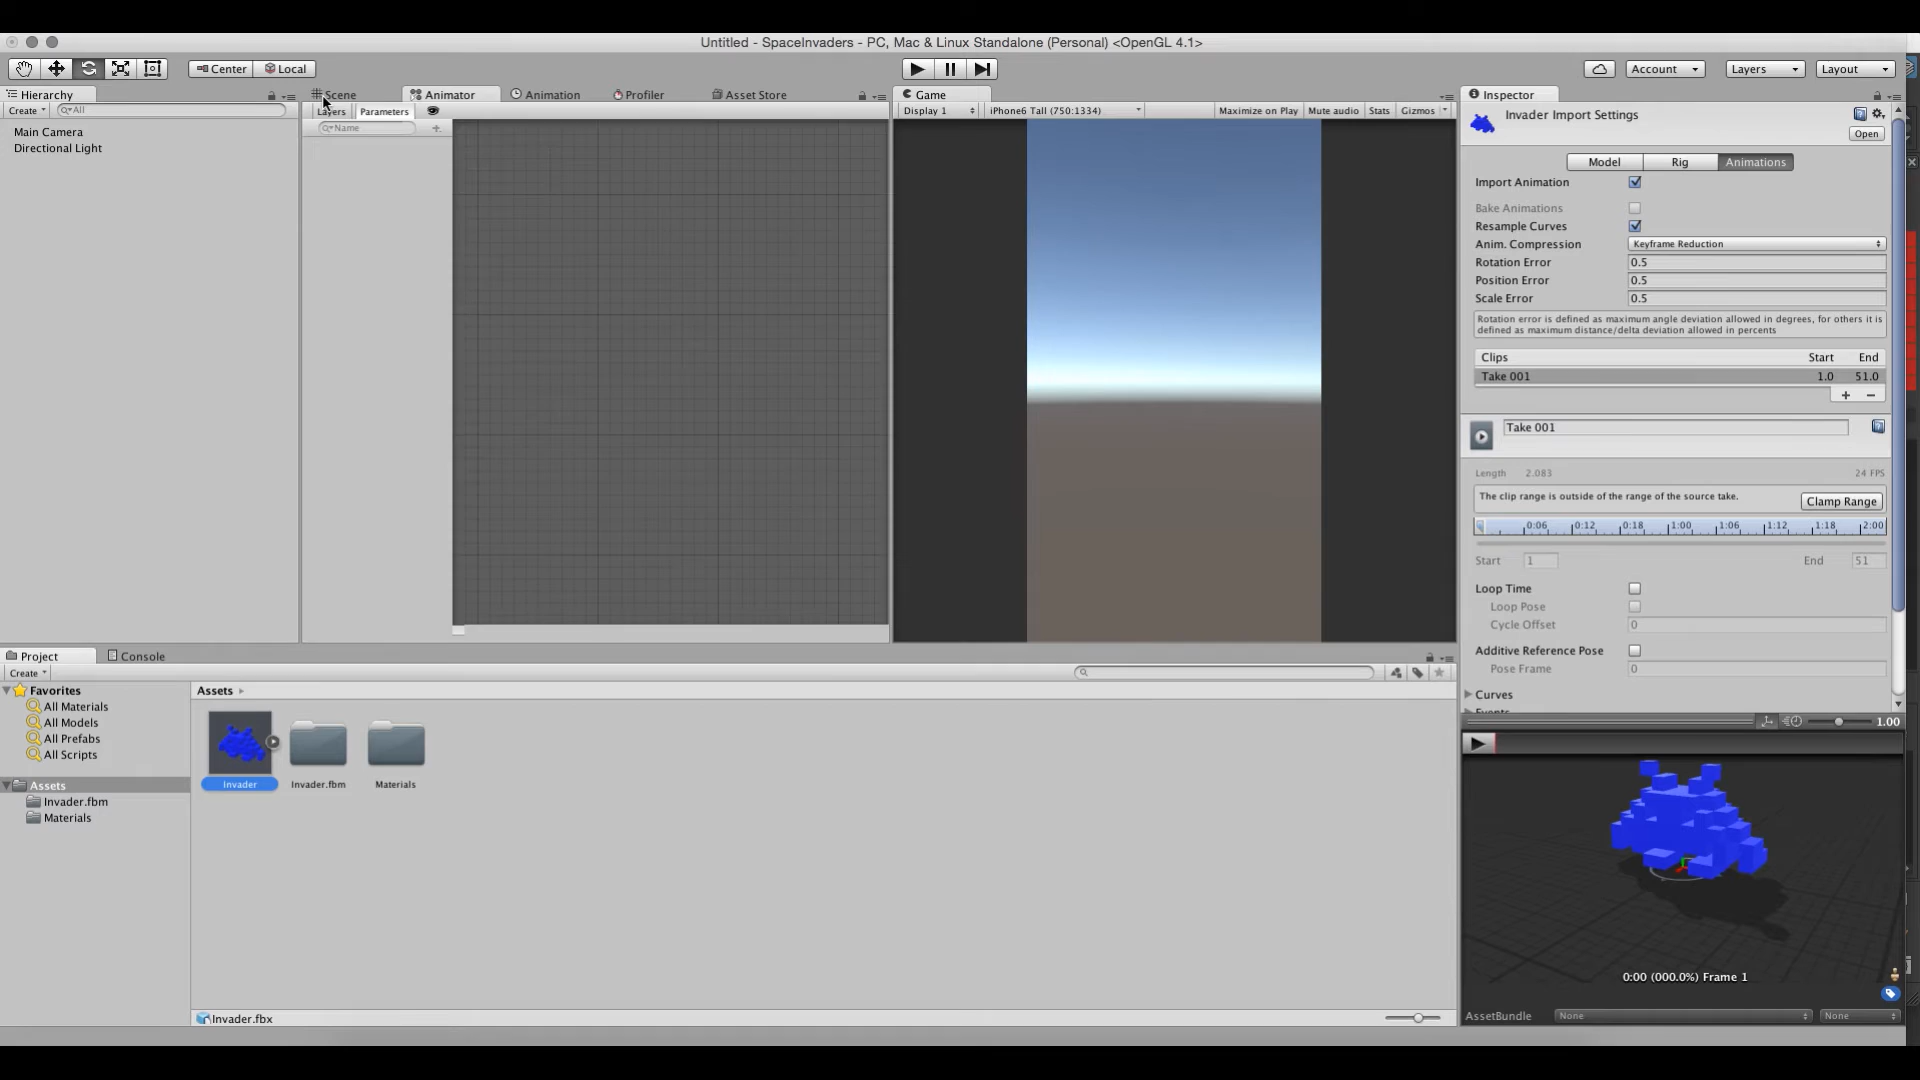 Untitled - SpaceInvaders - PC, Mac & Linux Standalone (Personal) <OpenGL 4.1>
Center Local Account Layers Layout
Hierarchy Scene Animator Animation Profiler Asset Store Game Inspector
Create All Layers Parameters Display 1 iPhone6 Tall (750:1334) Maximize on Play Mute audio Stats Gizmos
Name
Main Camera
Directional Light
Invader Import Settings
Open
Model Rig Animations
Import Animation
Bake Animations
Resample Curves
Anim. Compression Keyframe Reduction
Rotation Error 0.5
Position Error 0.5
Scale Error 0.5
Rotation error is defined as maximum angle deviation allowed in degrees, for others it is
defined as maximum distance/delta deviation allowed in percents
Clips Start End
Take 001 1.0 51.0
+ −
Take 001
Length 2.083 24 FPS
The clip range is outside of the range of the source take. Clamp Range
0:06 0:12 0:18 1:00 1:06 1:12 1:18 2:00
Start 1 End 51
Loop Time
Loop Pose
Cycle Offset 0
Additive Reference Pose
Pose Frame 0
Curves
Events
1.00
0:00 (000.0%) Frame 1
AssetBundle None None
Project Console
Create
Favorites
All Materials
All Models
All Prefabs
All Scripts
Assets
Invader.fbm
Materials
Assets
Invader Invader.fbm Materials
Invader.fbx